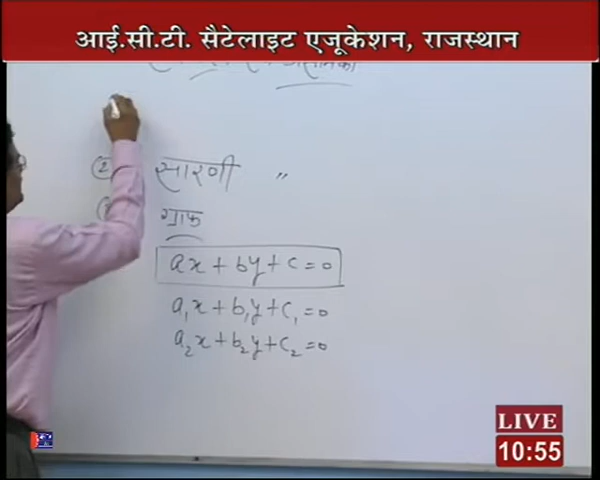 आई.सी.टी. सैटेलाइट एजूकेशन, राजस्थान
(2) सारणी "
ग्राफ
ax + by + c = 0
a₁x + b₁y + c₁ = 0
a₂x + b₂y + c₂ = 0
LIVE
10:55